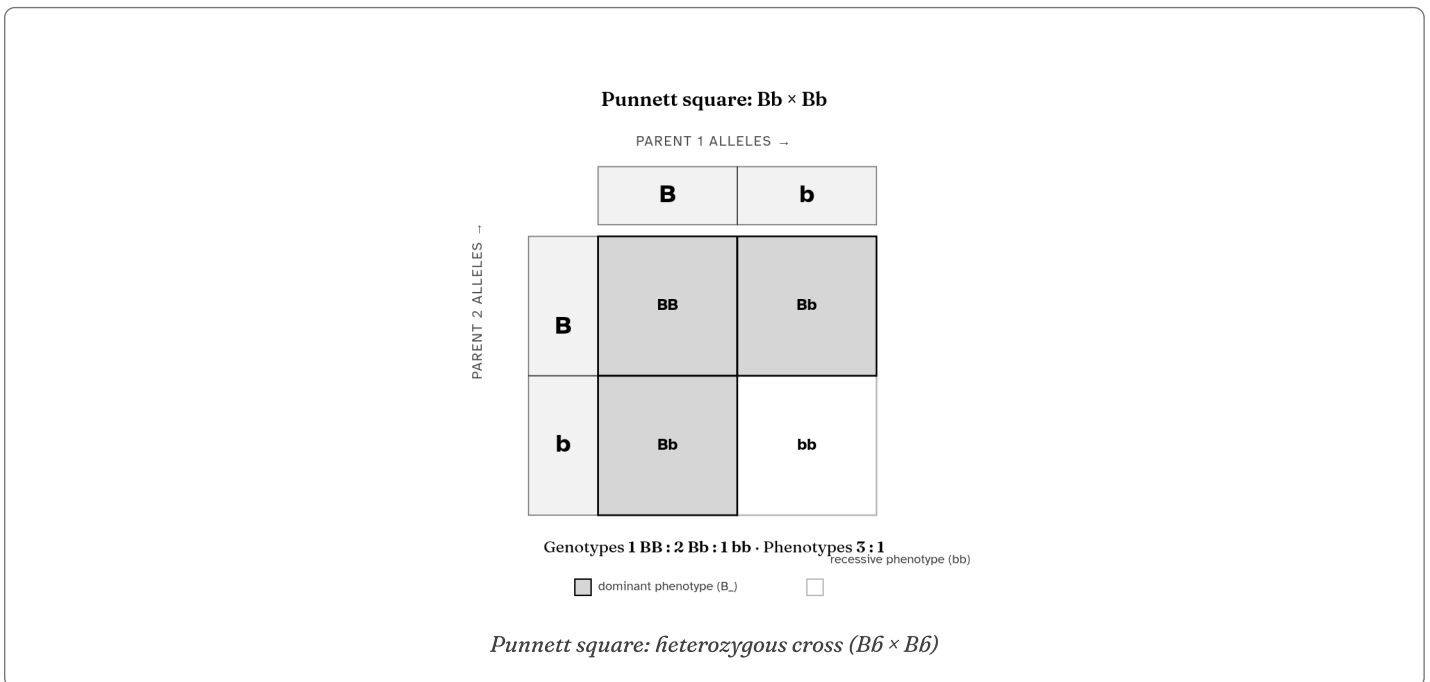 Punnett square: Bb × Bb
PARENT 1 ALLELES →
B b
PARENT 2 ALLELES →
B BB Bb
b Bb bb
Genotypes 1 BB : 2 Bb : 1 bb · Phenotypes 3 : 1
recessive phenotype (bb)
dominant phenotype (B_)
Punnett square: heterozygous cross (Bb × Bb)